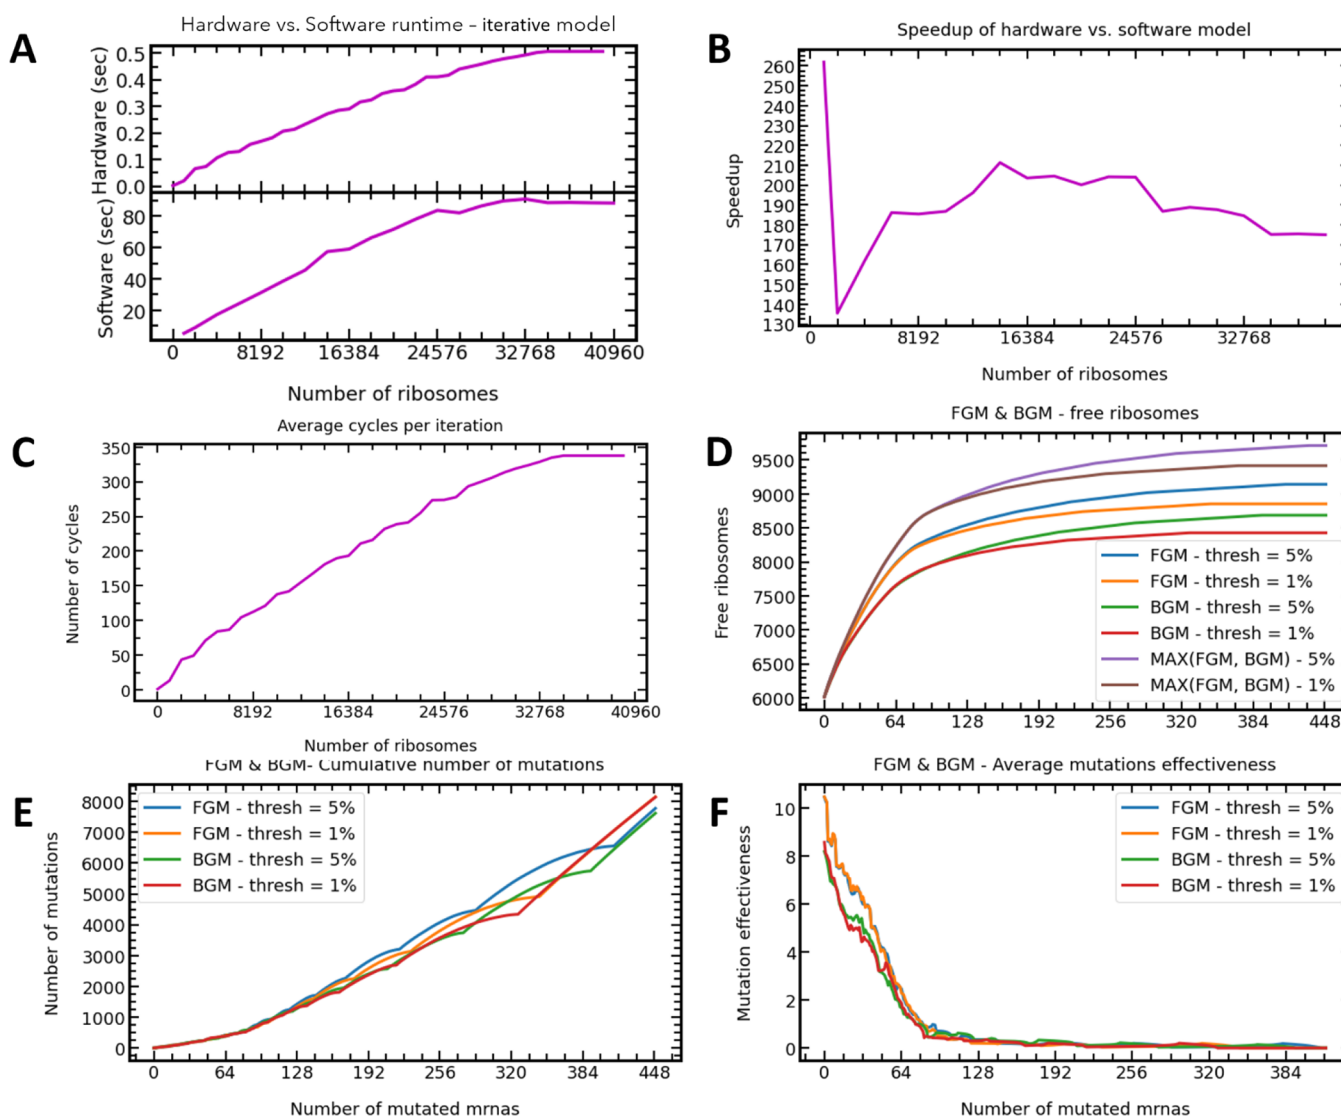 A
Hardware vs. Software runtime – iterative model
Hardware (sec)
0.5
0.4
0.3
0.2
0.1
0.0
Software (sec)
80
60
40
20
0 8192 16384 24576 32768 40960
Number of ribosomes
B
Speedup of hardware vs. software model
Speedup
260
250
240
230
220
210
200
190
180
170
160
150
140
130
0 8192 16384 24576 32768
Number of ribosomes
C
Average cycles per iteration
Number of cycles
350
300
250
200
150
100
50
0
0 8192 16384 24576 32768 40960
Number of ribosomes
D
FGM & BGM - free ribosomes
Free ribosomes
9500
9000
8500
8000
7500
7000
6500
6000
FGM - thresh = 5%
FGM - thresh = 1%
BGM - thresh = 5%
BGM - thresh = 1%
MAX(FGM, BGM) - 5%
MAX(FGM, BGM) - 1%
0 64 128 192 256 320 384 448
E
FGM & BGM- Cumulative number of mutations
Number of mutations
8000
7000
6000
5000
4000
3000
2000
1000
0
FGM - thresh = 5%
FGM - thresh = 1%
BGM - thresh = 5%
BGM - thresh = 1%
0 64 128 192 256 320 384 448
Number of mutated mrnas
F
FGM & BGM - Average mutations effectiveness
Mutation effectiveness
10
8
6
4
2
0
FGM - thresh = 5%
FGM - thresh = 1%
BGM - thresh = 5%
BGM - thresh = 1%
0 64 128 192 256 320 384
Number of mutated mrnas